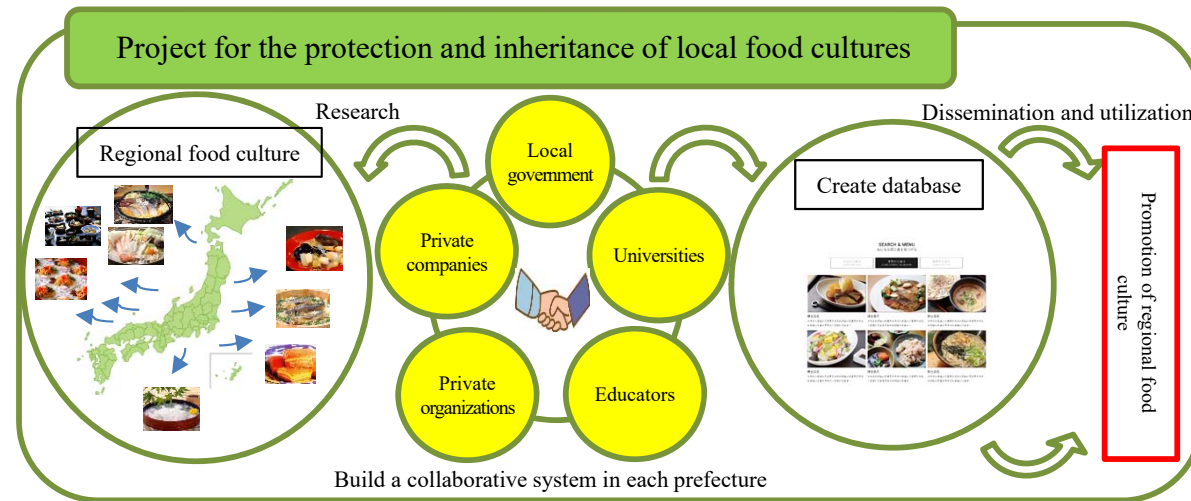 Project for the protection and inheritance of local food cultures
Research
Dissemination and utilization
Regional food culture
Local
government
Create database
Private
companies
Universities
SEARCH & MENU
Private
organizations
Educators
Promotion of regional food
culture
Build a collaborative system in each prefecture